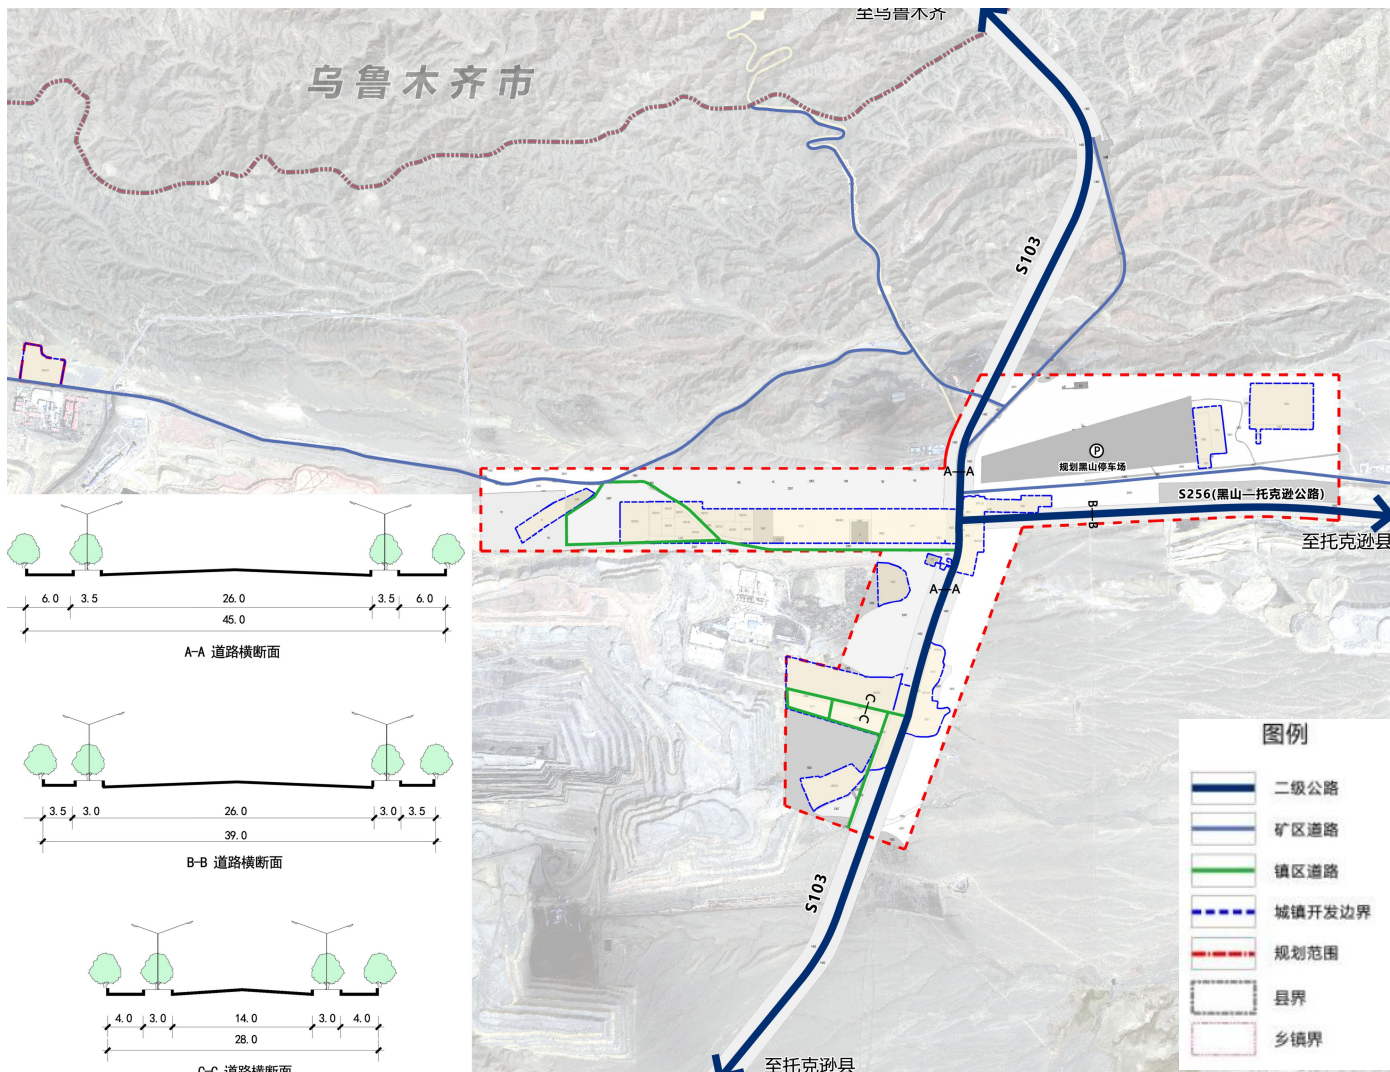 至乌鲁木齐
乌鲁木齐市
S103
P
规划黑山停车场
A—A
S256(黑山—托克逊公路)
B—B
至托克逊县
A—A
C—C
S103
至托克逊县
6.0 3.5 26.0 3.5 6.0
45.0
A-A 道路横断面
3.5 3.0 26.0 3.0 3.5
39.0
B-B 道路横断面
4.0 3.0 14.0 3.0 4.0
28.0
C-C 道路横断面
图例
二级公路
矿区道路
镇区道路
城镇开发边界
规划范围
县界
乡镇界